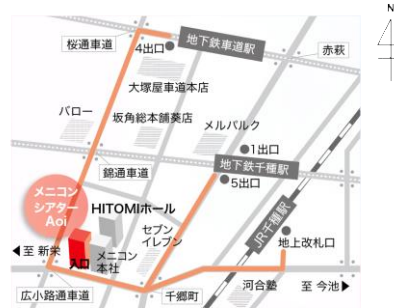 N
桜通車道
地下鉄車道駅
4出口
赤萩
大塚屋車道本店
バロー
坂角総本舗葵店
メルパルク
1出口
地下鉄千種駅
5出口
錦通車道
メニコン
シアター
Aoi
HITOMIホール
セブン
イレブン
JR千種駅
地上改札口
◀至 新栄
入口
メニコン
本社
広小路通車道
千郷町
河合塾
至 今池▶